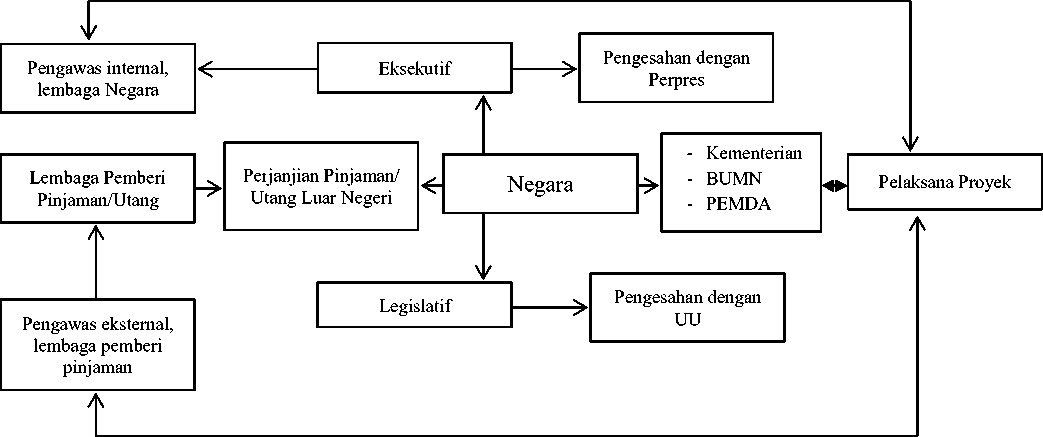 Pengawas internal,
lembaga Negara
Eksekutif
Pengesahan dengan
Perpres
Lembaga Pemberi
Pinjaman/Utang
Perjanjian Pinjaman/
Utang Luar Negeri
Negara
- Kementerian
- BUMN
- PEMDA
Pelaksana Proyek
Pengawas eksternal,
lembaga pemberi
pinjaman
Legislatif
Pengesahan dengan
UU